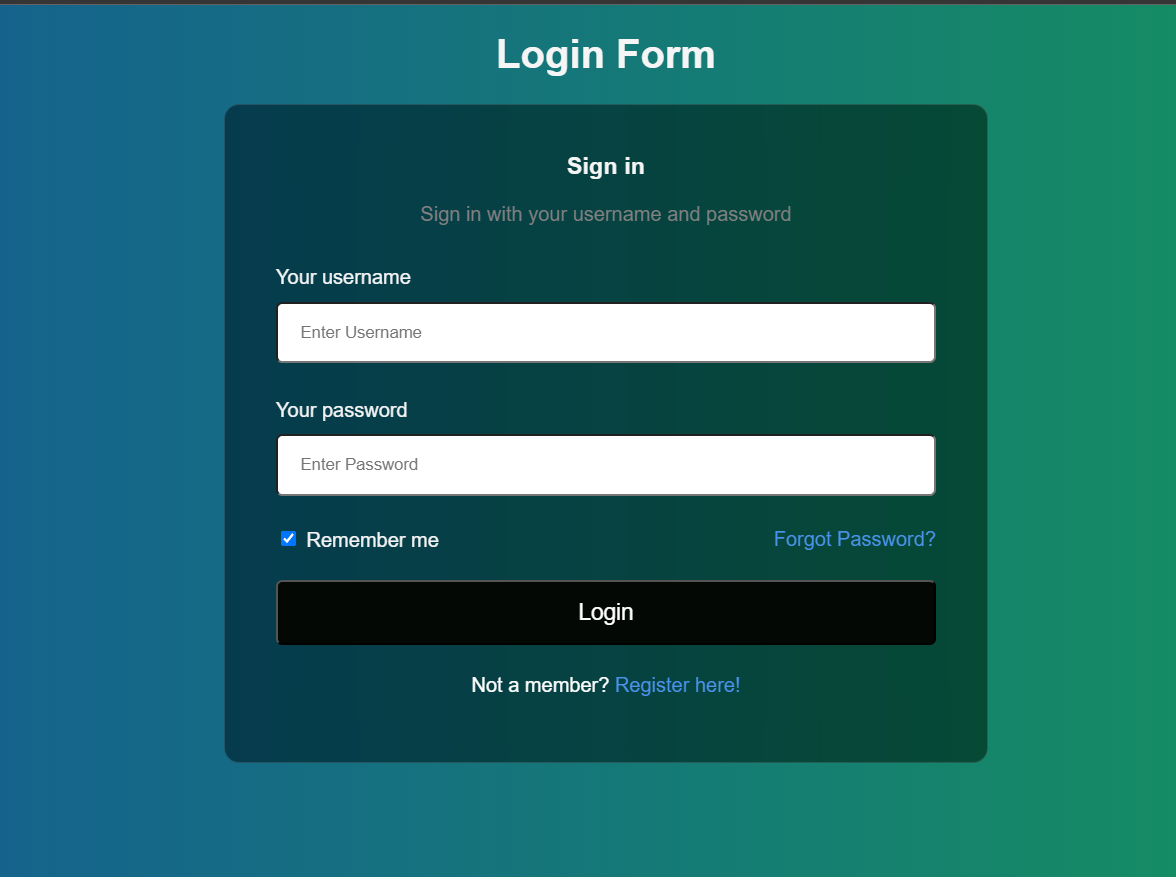 Login Form
Sign in
Sign in with your username and password
Your username
Enter Username
Your password
Enter Password
Remember me
Forgot Password?
Login
Not a member? Register here!